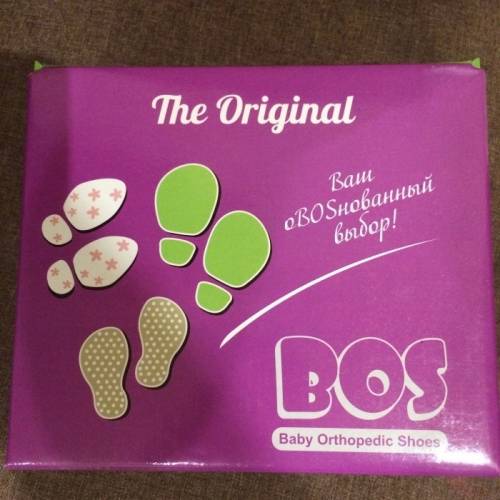 The Original
Ваш
оBOSнованный
выбор!
BOS
Baby Orthopedic Shoes